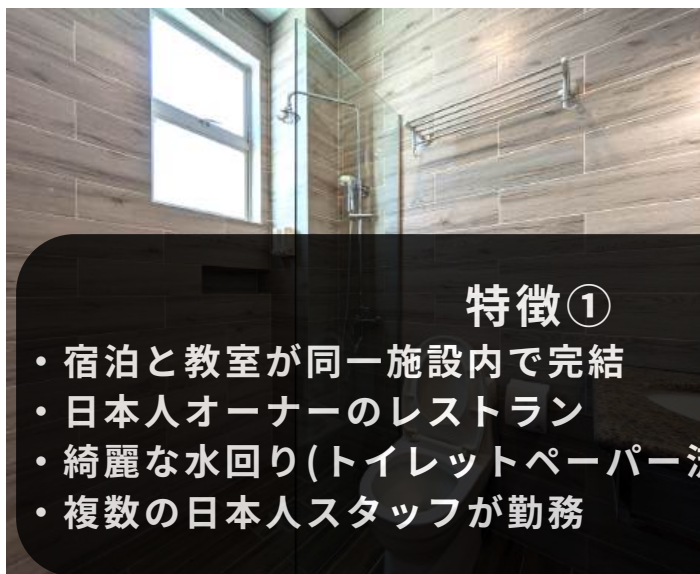 特徴①
・宿泊と教室が同一施設内で完結
・日本人オーナーのレストラン
・綺麗な水回り(トイレットペーパー
・複数の日本人スタッフが勤務